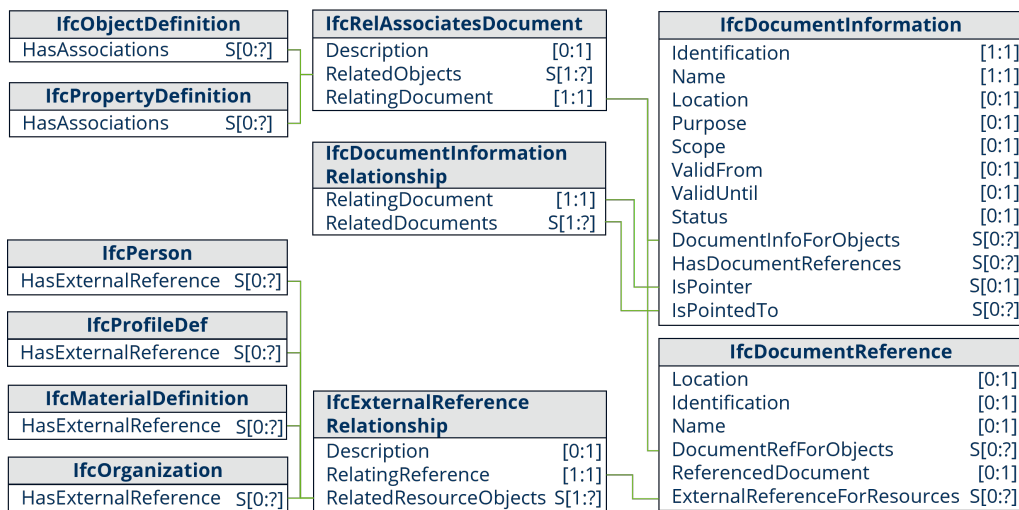 IfcObjectDefinition
HasAssociations S[0:?]
IfcPropertyDefinition
HasAssociations S[0:?]
IfcPerson
HasExternalReference S[0:?]
IfcProfileDef
HasExternalReference S[0:?]
IfcMaterialDefinition
HasExternalReference S[0:?]
IfcOrganization
HasExternalReference S[0:?]
IfcRelAssociatesDocument
Description [0:1]
RelatedObjects S[1:?]
RelatingDocument [1:1]
IfcDocumentInformation
Relationship
RelatingDocument [1:1]
RelatedDocuments S[1:?]
IfcExternalReference
Relationship
Description [0:1]
RelatingReference [1:1]
RelatedResourceObjects S[1:?]
IfcDocumentInformation
Identification [1:1]
Name [1:1]
Location [0:1]
Purpose [0:1]
Scope [0:1]
ValidFrom [0:1]
ValidUntil [0:1]
Status [0:1]
DocumentInfoForObjects S[0:?]
HasDocumentReferences S[0:?]
IsPointer S[0:1]
IsPointedTo S[0:?]
IfcDocumentReference
Location [0:1]
Identification [0:1]
Name [0:1]
DocumentRefForObjects S[0:?]
ReferencedDocument [0:1]
ExternalReferenceForResources S[0:?]